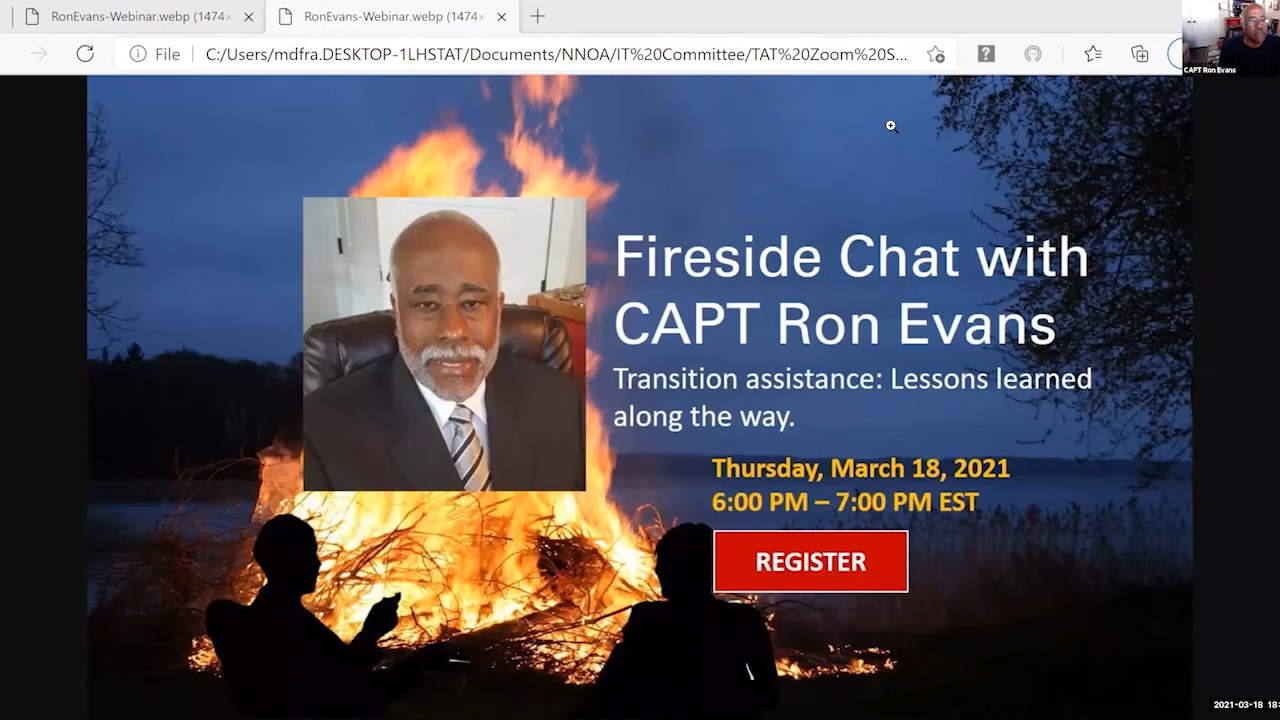 RonEvans-Webinar.webp (1474×
RonEvans-Webinar.webp (1474×
File
C:/Users/mdfra.DESKTOP-1LHSTAT/Documents/NNOA/IT%20Committee/TAT%20Zoom%20S...
CAPT Ron Evans
Fireside Chat with
CAPT Ron Evans
Transition assistance: Lessons learned
along the way.
Thursday, March 18, 2021
6:00 PM – 7:00 PM EST
REGISTER
2021-03-18 18: